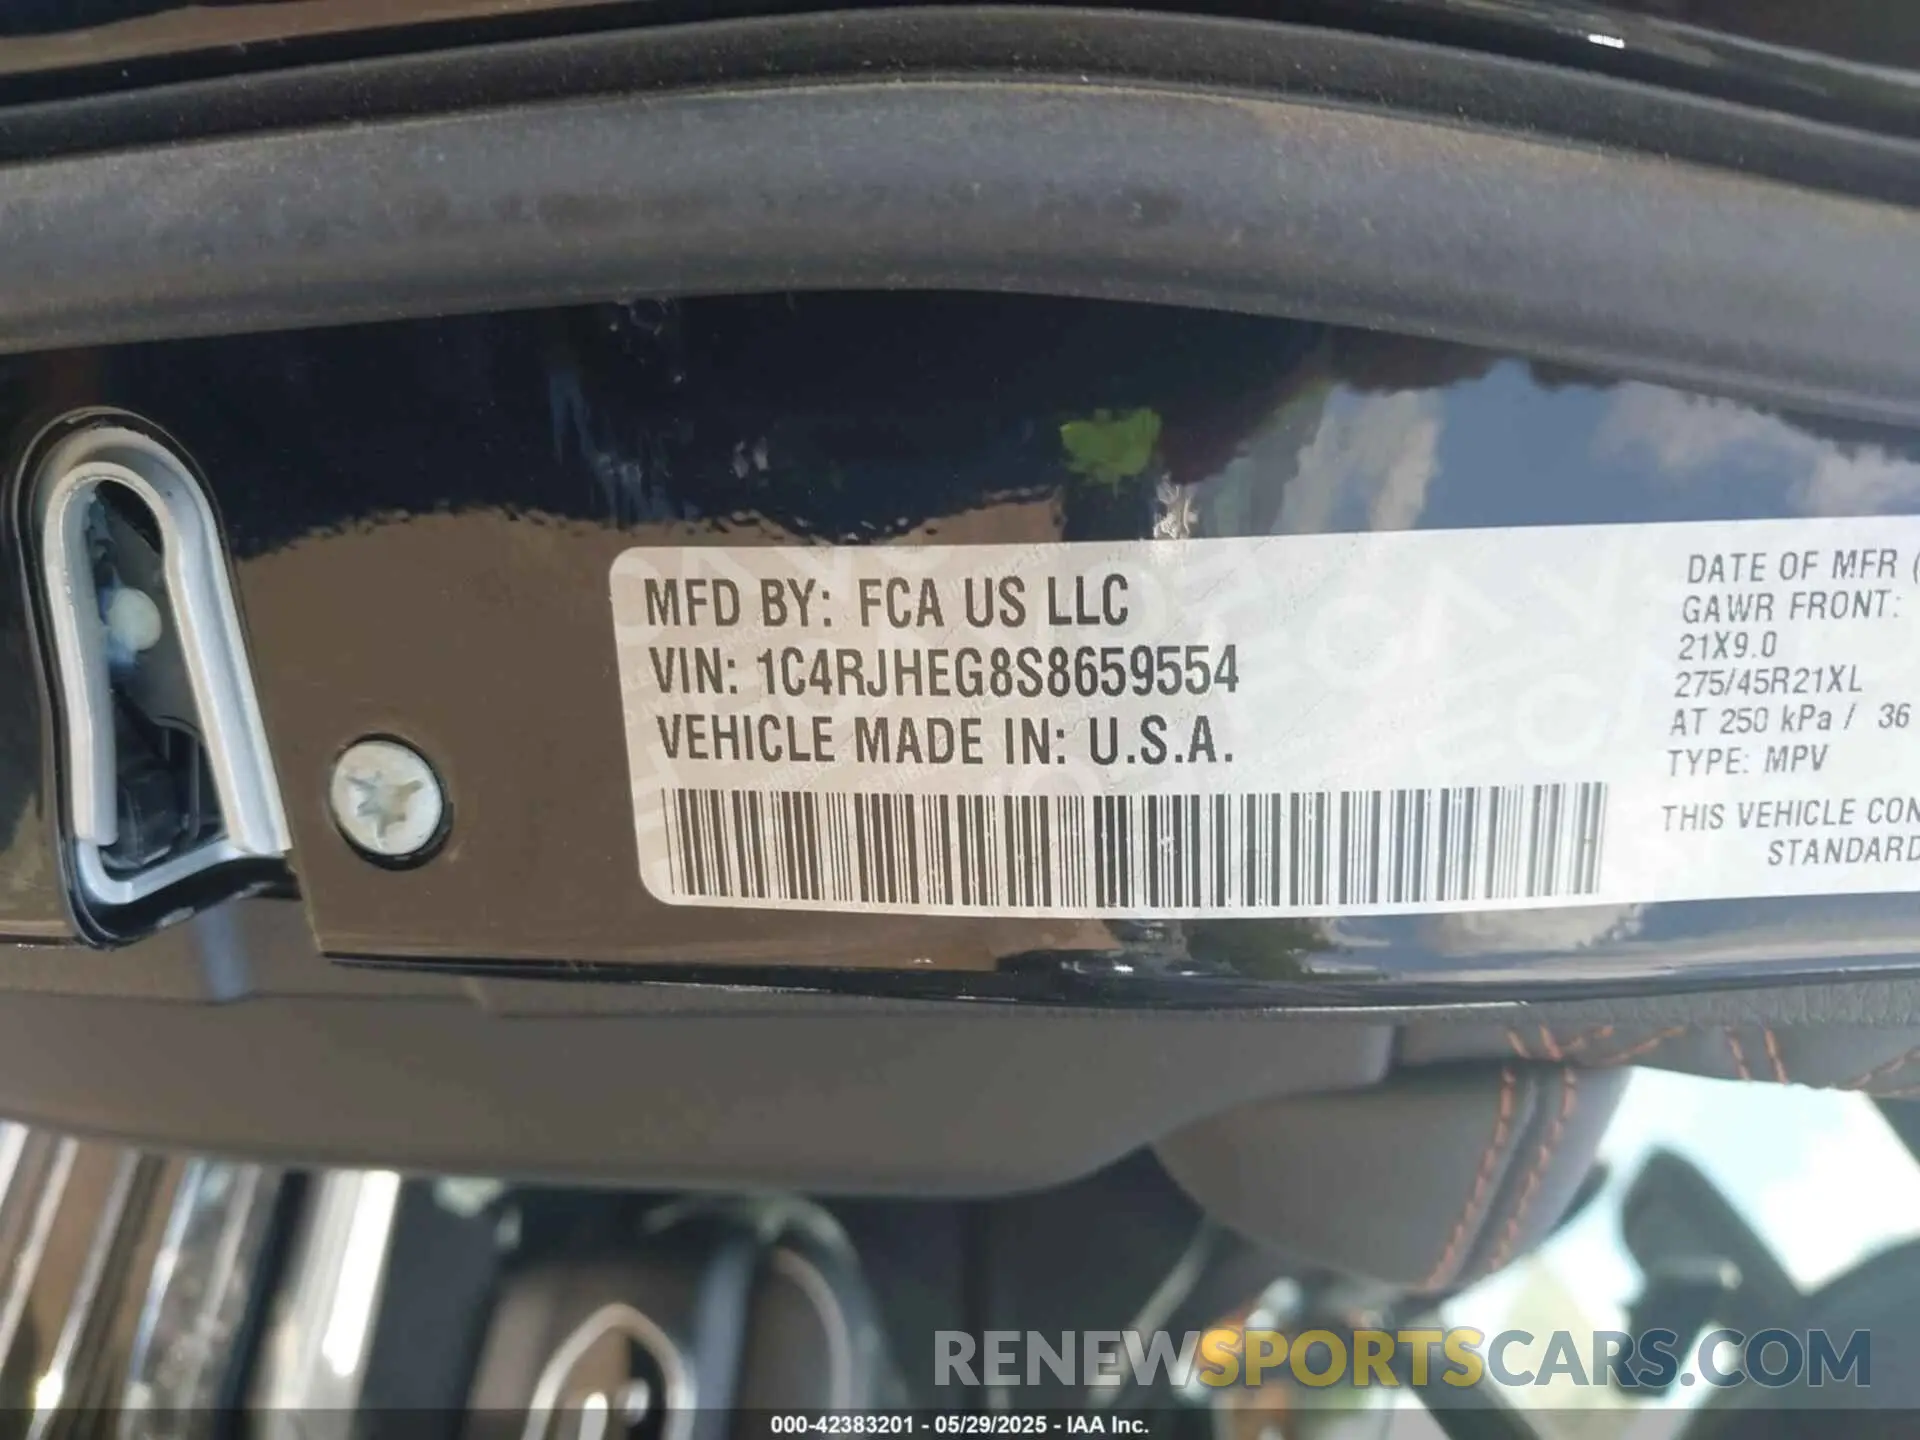 MFD BY: FCA US LLC
VIN: 1C4RJHEG8S8659554
VEHICLE MADE IN: U.S.A.
DATE OF MFR (
GAWR FRONT:
21X9.0
275/45R21XL
AT 250 kPa / 36
TYPE: MPV
THIS VEHICLE CON
STANDARD
RENEWSPORTSCARS.COM
000-42383201 - 05/29/2025 - IAA Inc.